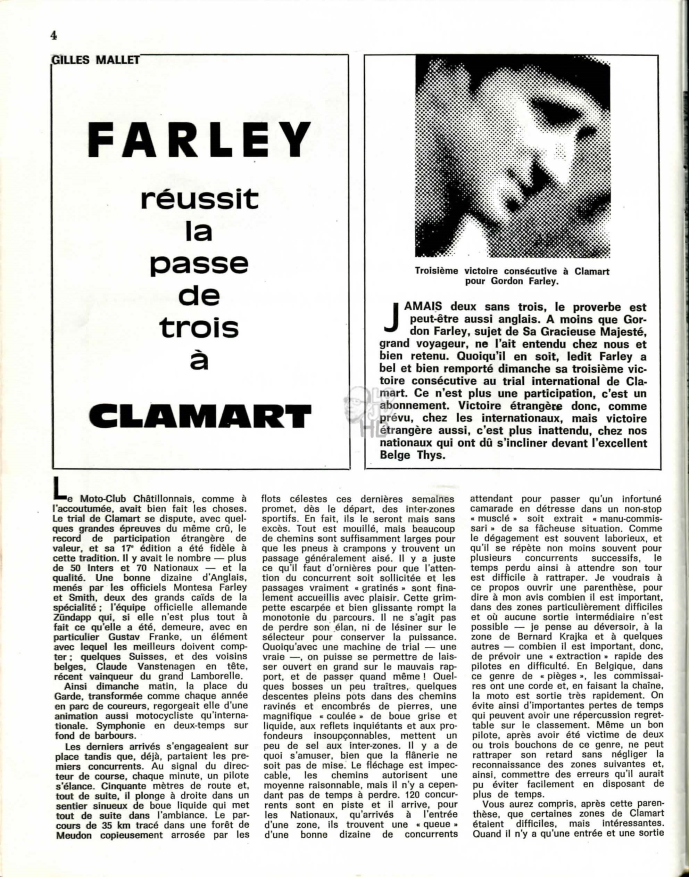 4
GILLES MALLET
FARLEY
réussit
la
passe
de
trois
à
CLAMART
Troisième victoire consécutive à Clamart
pour Gordon Farley.
JAMAIS deux sans trois, le proverbe est
peut-être aussi anglais. A moins que Gor-
don Farley, sujet de Sa Gracieuse Majesté,
grand voyageur, ne l'ait entendu chez nous et
bien retenu. Quoiqu'il en soit, ledit Farley a
bel et bien remporté dimanche sa troisième vic-
toire consécutive au trial international de Cla-
mart. Ce n'est plus une participation, c'est un
abonnement. Victoire étrangère donc, comme
prévu, chez les internationaux, mais victoire
étrangère aussi, c'est plus inattendu, chez nos
nationaux qui ont dû s'incliner devant l'excellent
Belge Thys.
Le Moto-Club Châtillonnais, comme à
l'accoutumée, avait bien fait les choses.
Le trial de Clamart se dispute, avec quel-
ques grandes épreuves du même crû, le
record de participation étrangère de
valeur, et sa 17e édition a été fidèle à
cette tradition. Il y avait le nombre — plus
de 50 Inters et 70 Nationaux — et la
qualité. Une bonne dizaine d'Anglais,
menés par les officiels Montesa Farley
et Smith, deux des grands caïds de la
spécialité ; l'équipe officielle allemande
Zündapp qui, si elle n'est plus tout à
fait ce qu'elle a été, demeure, avec en
particulier Gustav Franke, un élément
avec lequel les meilleurs doivent comp-
ter ; quelques Suisses, et des voisins
belges, Claude Vanstenagen en tête,
récent vainqueur du grand Lamborelle.
Ainsi dimanche matin, la place du
Garde, transformée comme chaque année
en parc de coureurs, regorgeait elle d'une
animation aussi motocycliste qu'interna-
tionale. Symphonie en deux-temps sur
fond de barbours.
Les derniers arrivés s'engageaient sur
place tandis que, déjà, partaient les pre-
miers concurrents. Au signal du direc-
teur de course, chaque minute, un pilote
s'élance. Cinquante mètres de route et,
tout de suite, il plonge à droite dans un
sentier sinueux de boue liquide qui met
tout de suite dans l'ambiance. Le par-
cours de 35 km tracé dans une forêt de
Meudon copieusement arrosée par les
flots célestes ces dernières semaines
promet, dès le départ, des inter-zones
sportifs. En fait, ils le seront mais sans
excès. Tout est mouillé, mais beaucoup
de chemins sont suffisamment larges pour
que les pneus à crampons y trouvent un
passage généralement aisé. Il y a juste
ce qu'il faut d'ornières pour que l'atten-
tion du concurrent soit sollicitée et les
passages vraiment « gratinés » sont fina-
lement accueillis avec plaisir. Cette grim-
pette escarpée et bien glissante rompt la
monotonie du parcours. Il ne s'agit pas
de perdre son élan, ni de lésiner sur le
sélecteur pour conserver la puissance.
Quoiqu'avec une machine de trial — une
vraie —, on puisse se permettre de lais-
ser ouvert en grand sur le mauvais rap-
port, et de passer quand même ! Quel-
ques bosses un peu traîtres, quelques
descentes pleins pots dans des chemins
ravinés et encombrés de pierres, une
magnifique « coulée » de boue grise et
liquide, aux reflets inquiétants et aux pro-
fondeurs insoupçonnables, mettent un
peu de sel aux inter-zones. Il y a de
quoi s'amuser, bien que la flânerie ne
soit pas de mise. Le fléchage est impec-
cable, les chemins autorisent une
moyenne raisonnable, mais il n'y a cepen-
dant pas de temps à perdre. 120 concur-
rents sont en piste et il arrive, pour
les Nationaux, qu'arrivés à l'entrée
d'une zone, ils trouvent une « queue »
d'une bonne dizaine de concurrents
attendant pour passer qu'un infortuné
camarade en détresse dans un non-stop
« musclé » soit extrait « manu-commis-
sari » de sa fâcheuse situation. Comme
le dégagement est souvent laborieux, et
qu'il se répète non moins souvent pour
plusieurs concurrents successifs, le
temps perdu ainsi à attendre son tour
est difficile à rattraper. Je voudrais à
ce propos ouvrir une parenthèse, pour
dire à mon avis combien il est important,
dans des zones particulièrement difficiles
et où aucune sortie intermédiaire n'est
possible — je pense au déversoir, à la
zone de Bernard Krajka et à quelques
autres — combien il est important, donc,
de prévoir une « extraction » rapide des
pilotes en difficulté. En Belgique, dans
ce genre de « pièges », les commissai-
res ont une corde et, en faisant la chaîne,
la moto est sortie très rapidement. On
évite ainsi d'importantes pertes de temps
qui peuvent avoir une répercussion regret-
table sur le classement. Même un bon
pilote, après avoir été victime de deux
ou trois bouchons de ce genre, ne peut
rattraper son retard sans négliger la
reconnaissance des zones suivantes et,
ainsi, commettre des erreurs qu'il aurait
pu éviter facilement en disposant de
plus de temps.
Vous aurez compris, après cette paren-
thèse, que certaines zones de Clamart
étaient difficiles, mais intéressantes.
Quand il n'y a qu'une entrée et une sortie